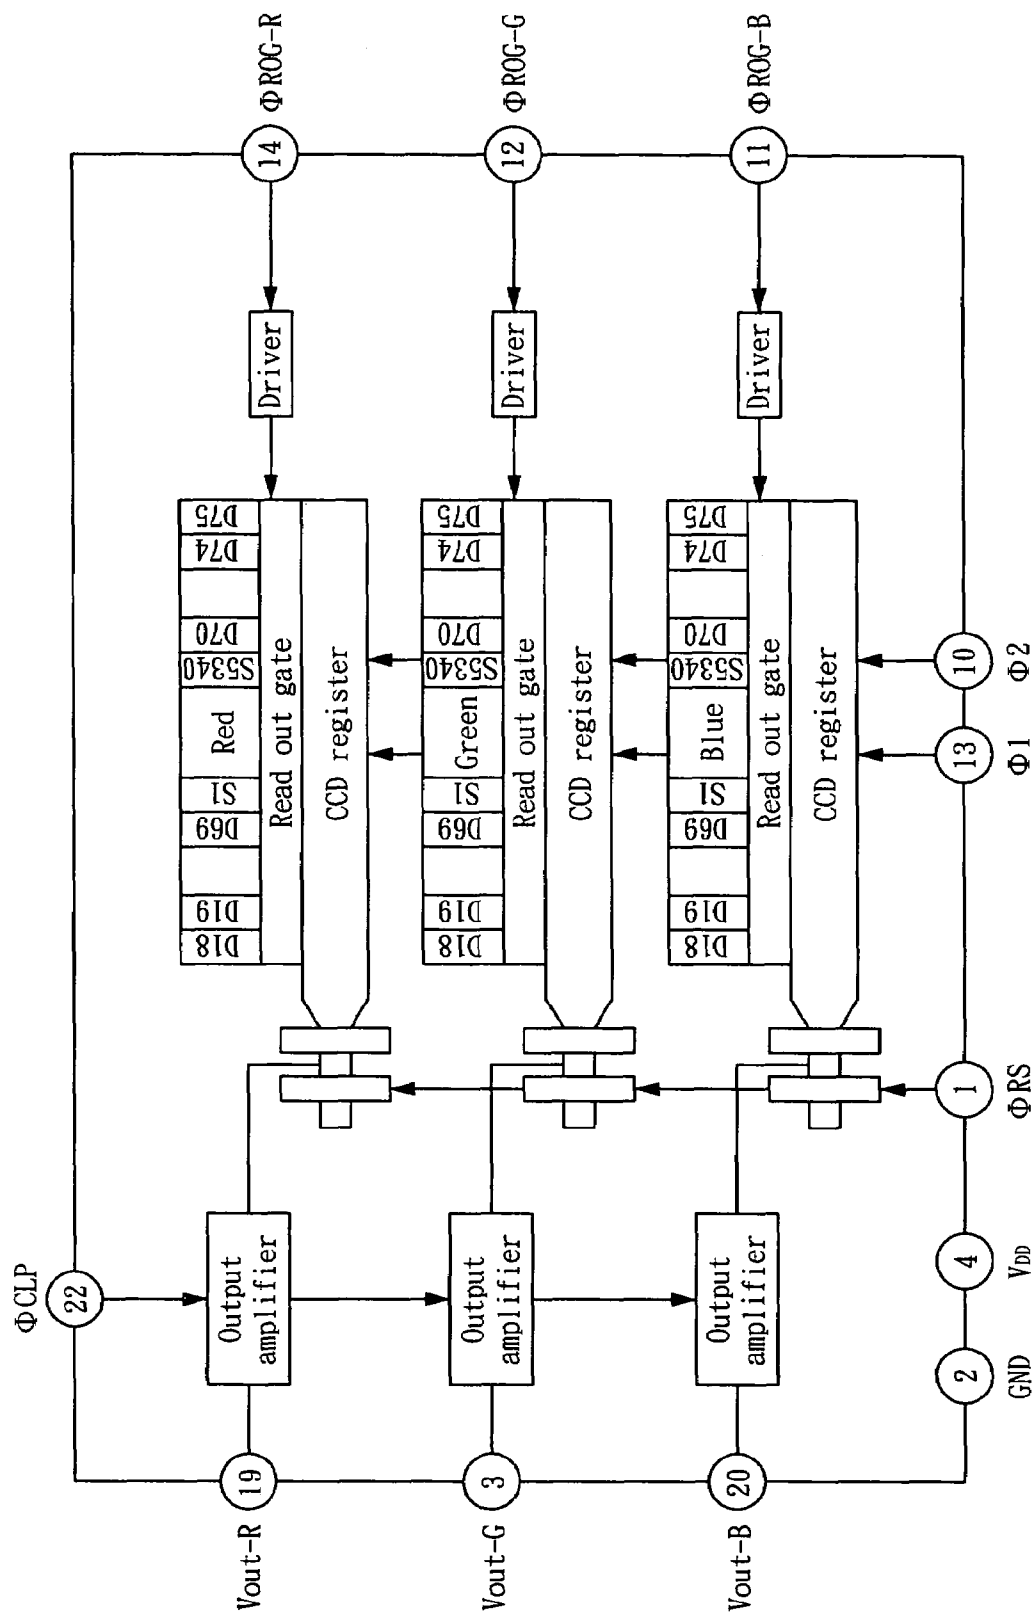 ΦCLP
22
Vout-R
19
Output
amplifier
D18
D19
D69
S1
Red
S5340
D70
D74
D75
Read out gate
CCD register
Driver
14
ΦROG-R
Vout-G
3
Output
amplifier
D18
D19
D69
S1
Green
S5340
D70
D74
D75
Read out gate
CCD register
Driver
12
ΦROG-G
Vout-B
20
Output
amplifier
D18
D19
D69
S1
Blue
S5340
D70
D74
D75
Read out gate
CCD register
Driver
11
ΦROG-B
2
GND
4
VDD
1
ΦRS
13
Φ1
10
Φ2